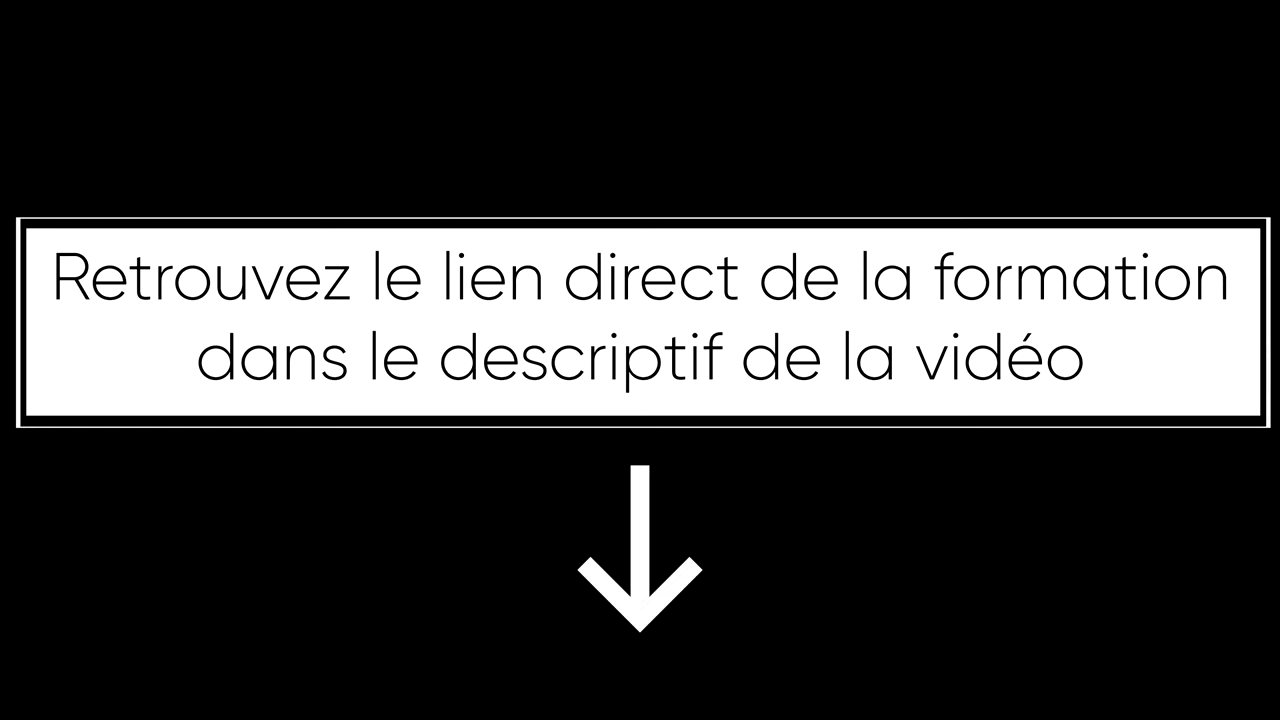 Retrouvez le lien direct de la formation
dans le descriptif de la vidéo